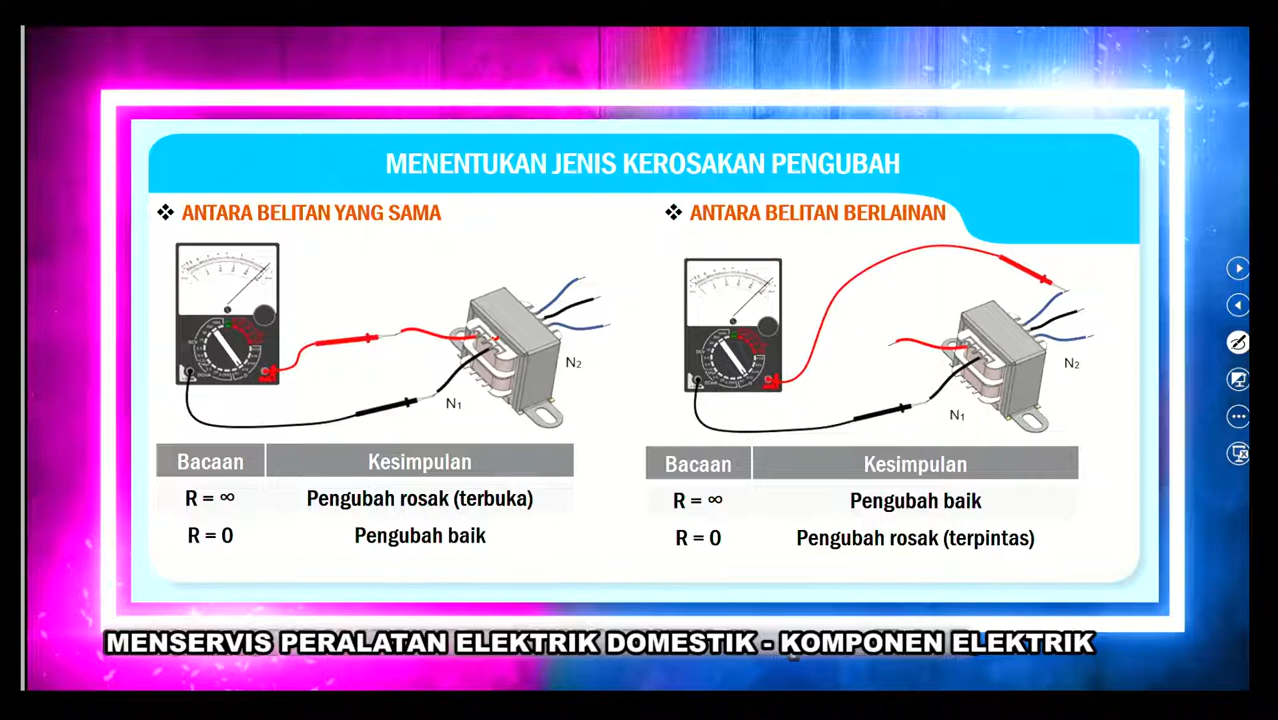 MENENTUKAN JENIS KEROSAKAN PENGUBAH
❖ ANTARA BELITAN YANG SAMA
N₂
N₁
Bacaan Kesimpulan
R = ∞ Pengubah rosak (terbuka)
R = 0 Pengubah baik
❖ ANTARA BELITAN BERLAINAN
N₂
N₁
Bacaan Kesimpulan
R = ∞ Pengubah baik
R = 0 Pengubah rosak (terpintas)
MENSERVIS PERALATAN ELEKTRIK DOMESTIK - KOMPONEN ELEKTRIK